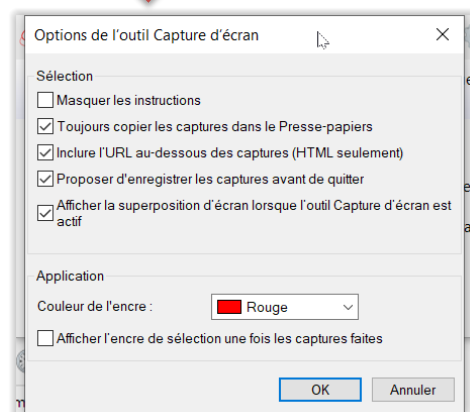 Options de l'outil Capture d'écran
Sélection
Masquer les instructions
Toujours copier les captures dans le Presse-papiers
Inclure l'URL au-dessous des captures (HTML seulement)
Proposer d'enregistrer les captures avant de quitter
Afficher la superposition d'écran lorsque l'outil Capture d'écran est
actif
Application
Couleur de l'encre :
Rouge
Afficher l'encre de sélection une fois les captures faites
OK
Annuler